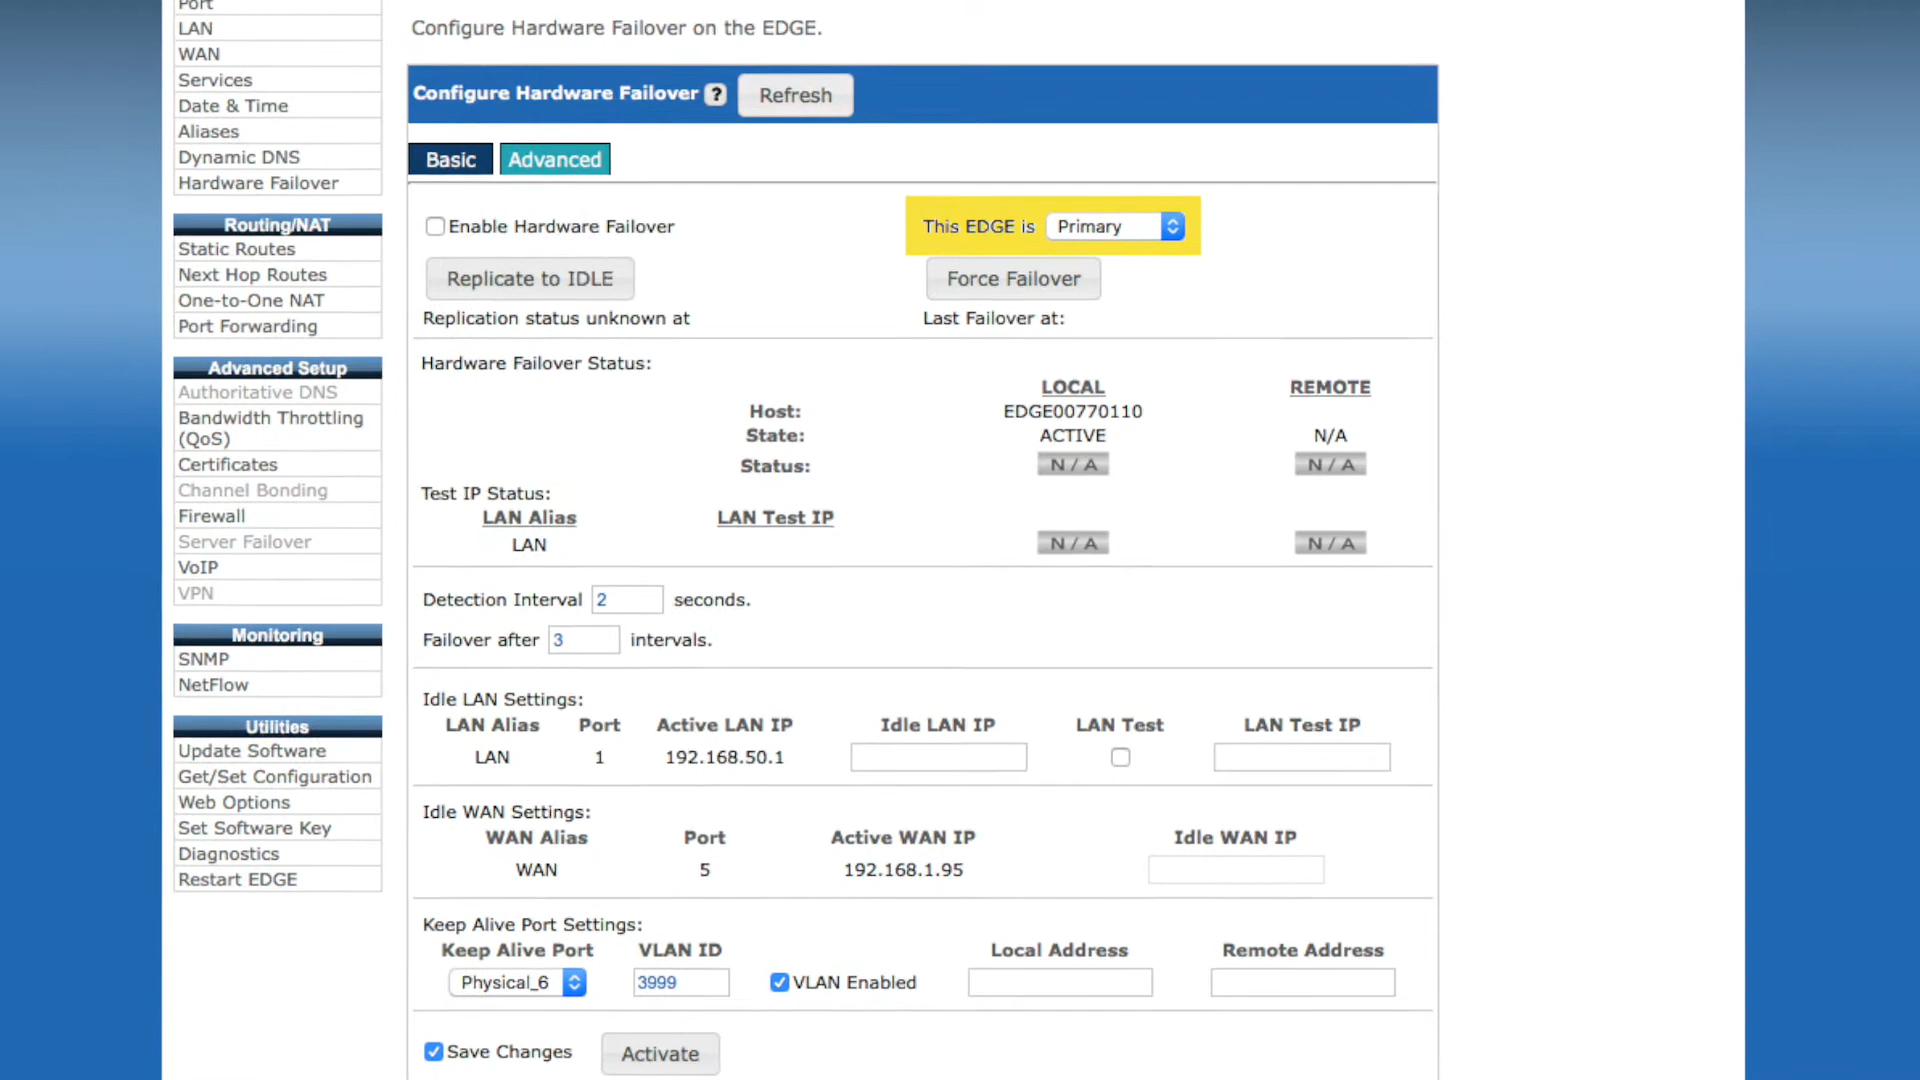 Port
LAN
WAN
Services
Date & Time
Aliases
Dynamic DNS
Hardware Failover
Routing/NAT
Static Routes
Next Hop Routes
One-to-One NAT
Port Forwarding
Advanced Setup
Authoritative DNS
Bandwidth Throttling
(QoS)
Certificates
Channel Bonding
Firewall
Server Failover
VoIP
VPN
Monitoring
SNMP
NetFlow
Utilities
Update Software
Get/Set Configuration
Web Options
Set Software Key
Diagnostics
Restart EDGE
Configure Hardware Failover on the EDGE.
Configure Hardware Failover ? Refresh
Basic Advanced
Enable Hardware Failover This EDGE is Primary
Replicate to IDLE Force Failover
Replication status unknown at Last Failover at:
Hardware Failover Status:
LOCAL REMOTE
Host: EDGE00770110
State: ACTIVE N/A
Status: N/A N/A
Test IP Status:
LAN Alias LAN Test IP
LAN N/A N/A
Detection Interval 2 seconds.
Failover after 3 intervals.
Idle LAN Settings:
LAN Alias Port Active LAN IP Idle LAN IP LAN Test LAN Test IP
LAN 1 192.168.50.1
Idle WAN Settings:
WAN Alias Port Active WAN IP Idle WAN IP
WAN 5 192.168.1.95
Keep Alive Port Settings:
Keep Alive Port VLAN ID Local Address Remote Address
Physical_6 3999 VLAN Enabled
Save Changes Activate